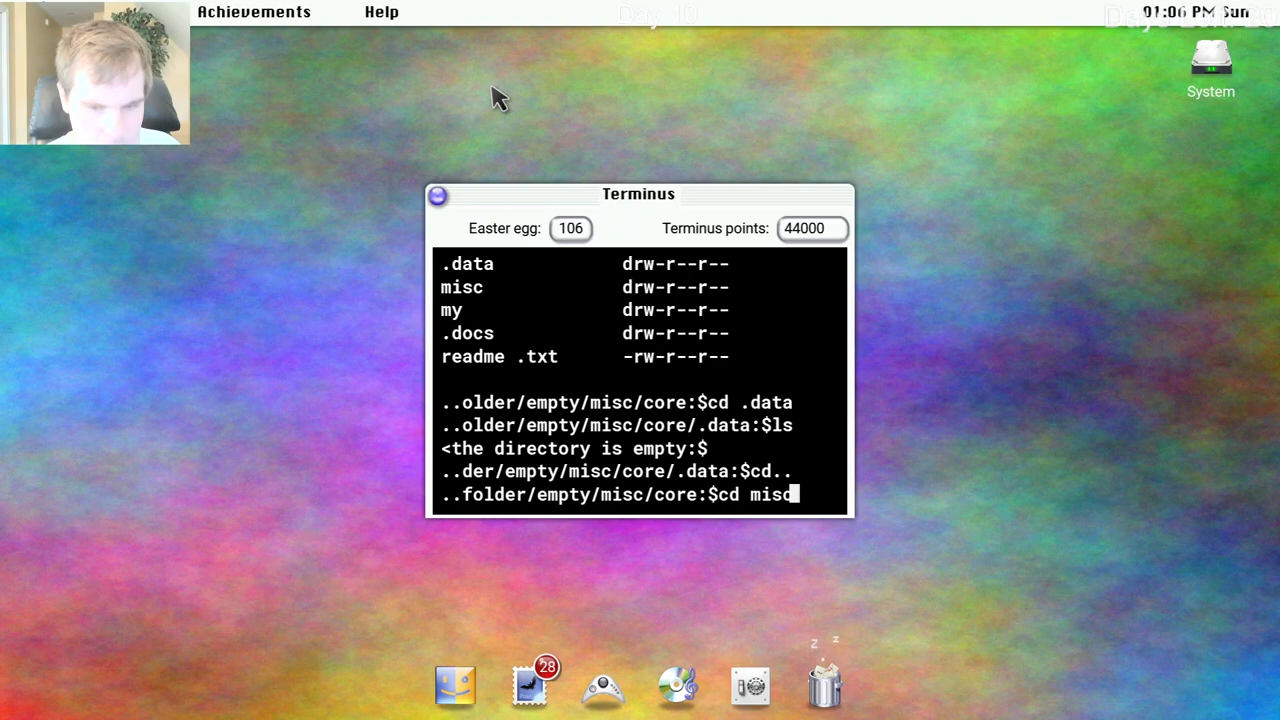 Achievements Help Day 10 01:06 PM Sun
System
Terminus
Easter egg: 106 Terminus points: 44000
.data drw-r--r--
misc drw-r--r--
my drw-r--r--
.docs drw-r--r--
readme .txt -rw-r--r--
..older/empty/misc/core:$cd .data
..older/empty/misc/core/.data:$ls
<the directory is empty:$
..der/empty/misc/core/.data:$cd..
..folder/empty/misc/core:$cd misc
z z
28